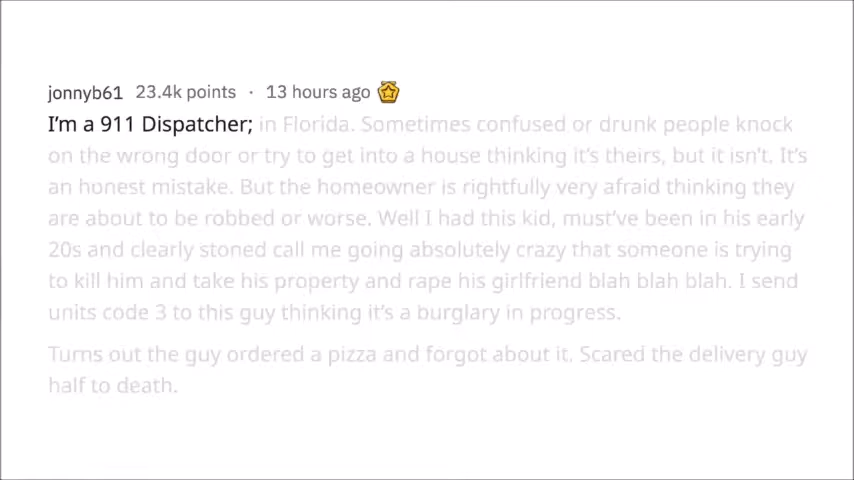 jonnyb61 23.4k points · 13 hours ago
I'm a 911 Dispatcher; in Florida. Sometimes confused or drunk people knock
on the wrong door or try to get into a house thinking it's theirs, but it isn't. It's
an honest mistake. But the homeowner is rightfully very afraid thinking they
are about to be robbed or worse. Well I had this kid, must've been in his early
20s and clearly stoned call me going absolutely crazy that someone is trying
to kill him and take his property and rape his girlfriend blah blah blah. I send
units code 3 to this guy thinking it's a burglary in progress.
Turns out the guy ordered a pizza and forgot about it. Scared the delivery guy
half to death.